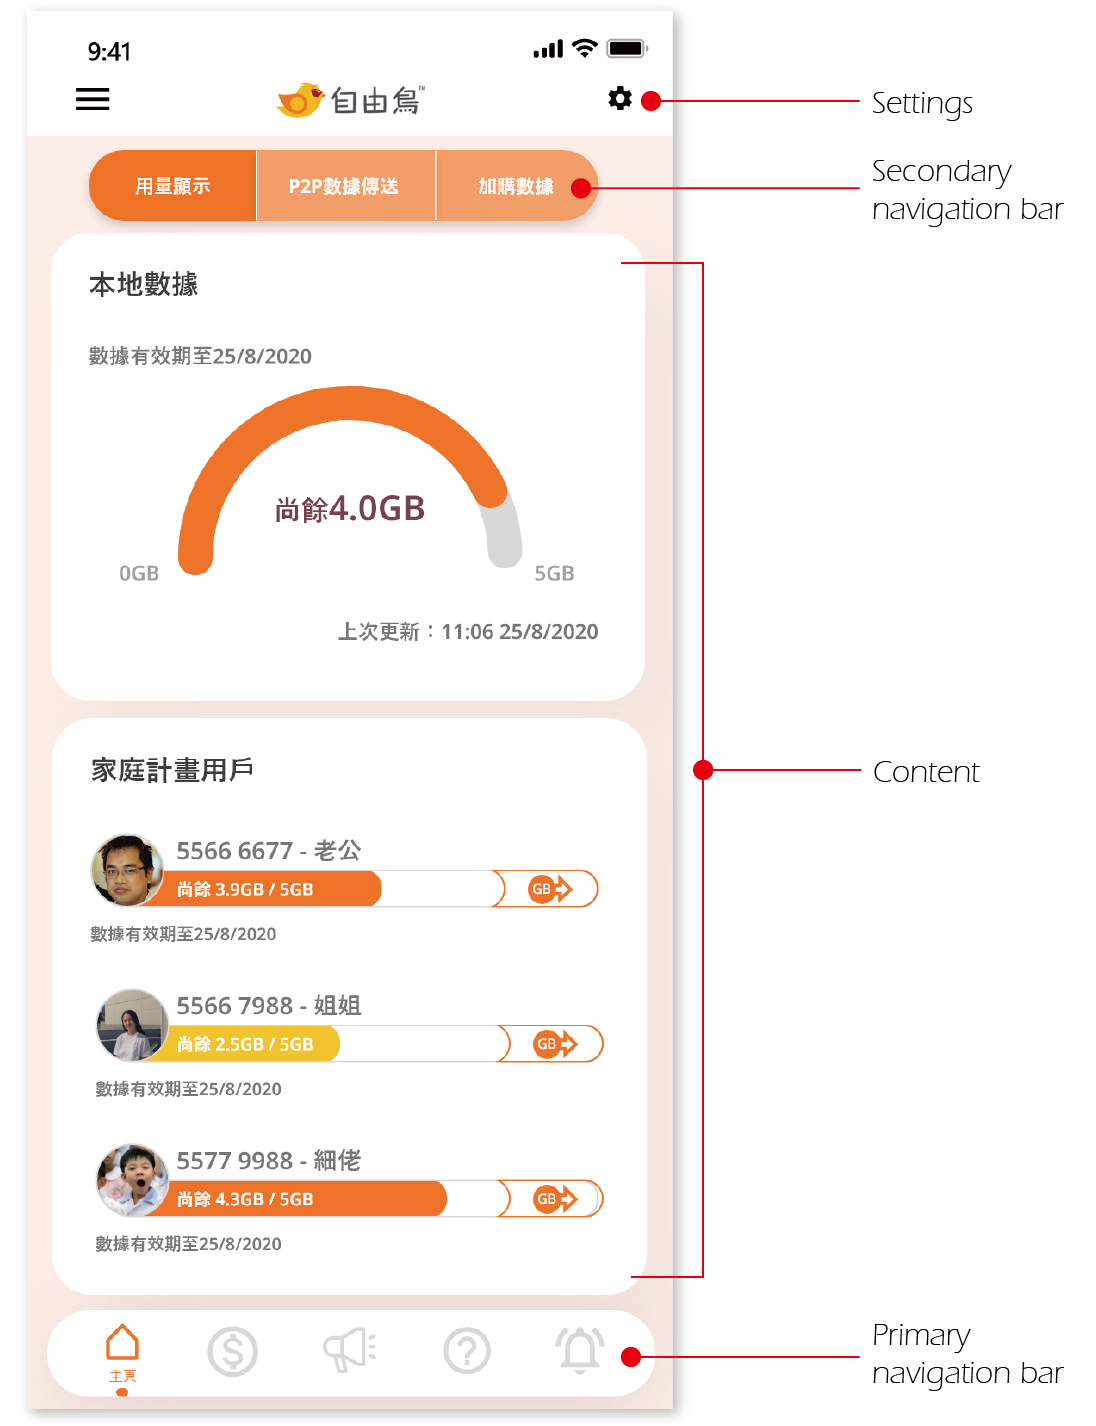 9:41
自由鳥™
Settings
用量顯示
P2P數據傳送
加購數據
Secondary
navigation bar
本地數據
數據有效期至25/8/2020
尚餘4.0GB
0GB
5GB
上次更新：11:06 25/8/2020
Content
家庭計畫用戶
5566 6677 - 老公
尚餘 3.9GB / 5GB
GB
數據有效期至25/8/2020
5566 7988 - 姐姐
尚餘 2.5GB / 5GB
GB
數據有效期至25/8/2020
5577 9988 - 細佬
尚餘 4.3GB / 5GB
GB
數據有效期至25/8/2020
主頁
Primary
navigation bar